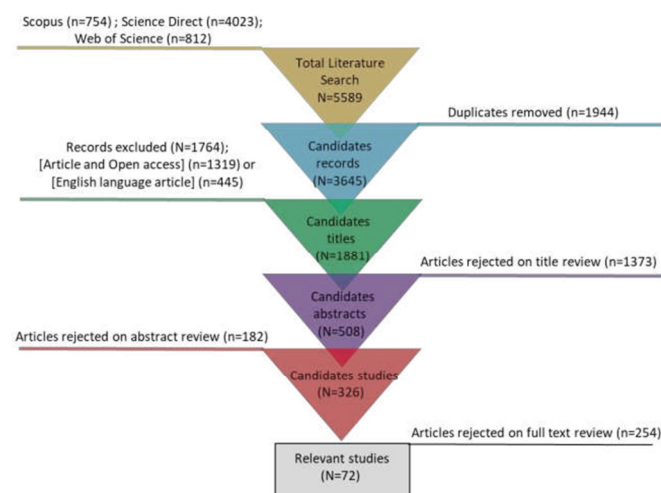 Scopus (n=754) ; Science Direct (n=4023);
Web of Science (n=812)
Total Literature
Search
N=5589
Duplicates removed (n=1944)
Records excluded (N=1764);
[Article and Open access] (n=1319) or
[English language article] (n=445)
Candidates
records
(N=3645)
Candidates
titles
(N=1881)
Articles rejected on title review (n=1373)
Candidates
abstracts
(N=508)
Articles rejected on abstract review (n=182)
Candidates studies
(N=326)
Articles rejected on full text review (n=254)
Relevant studies
(N=72)